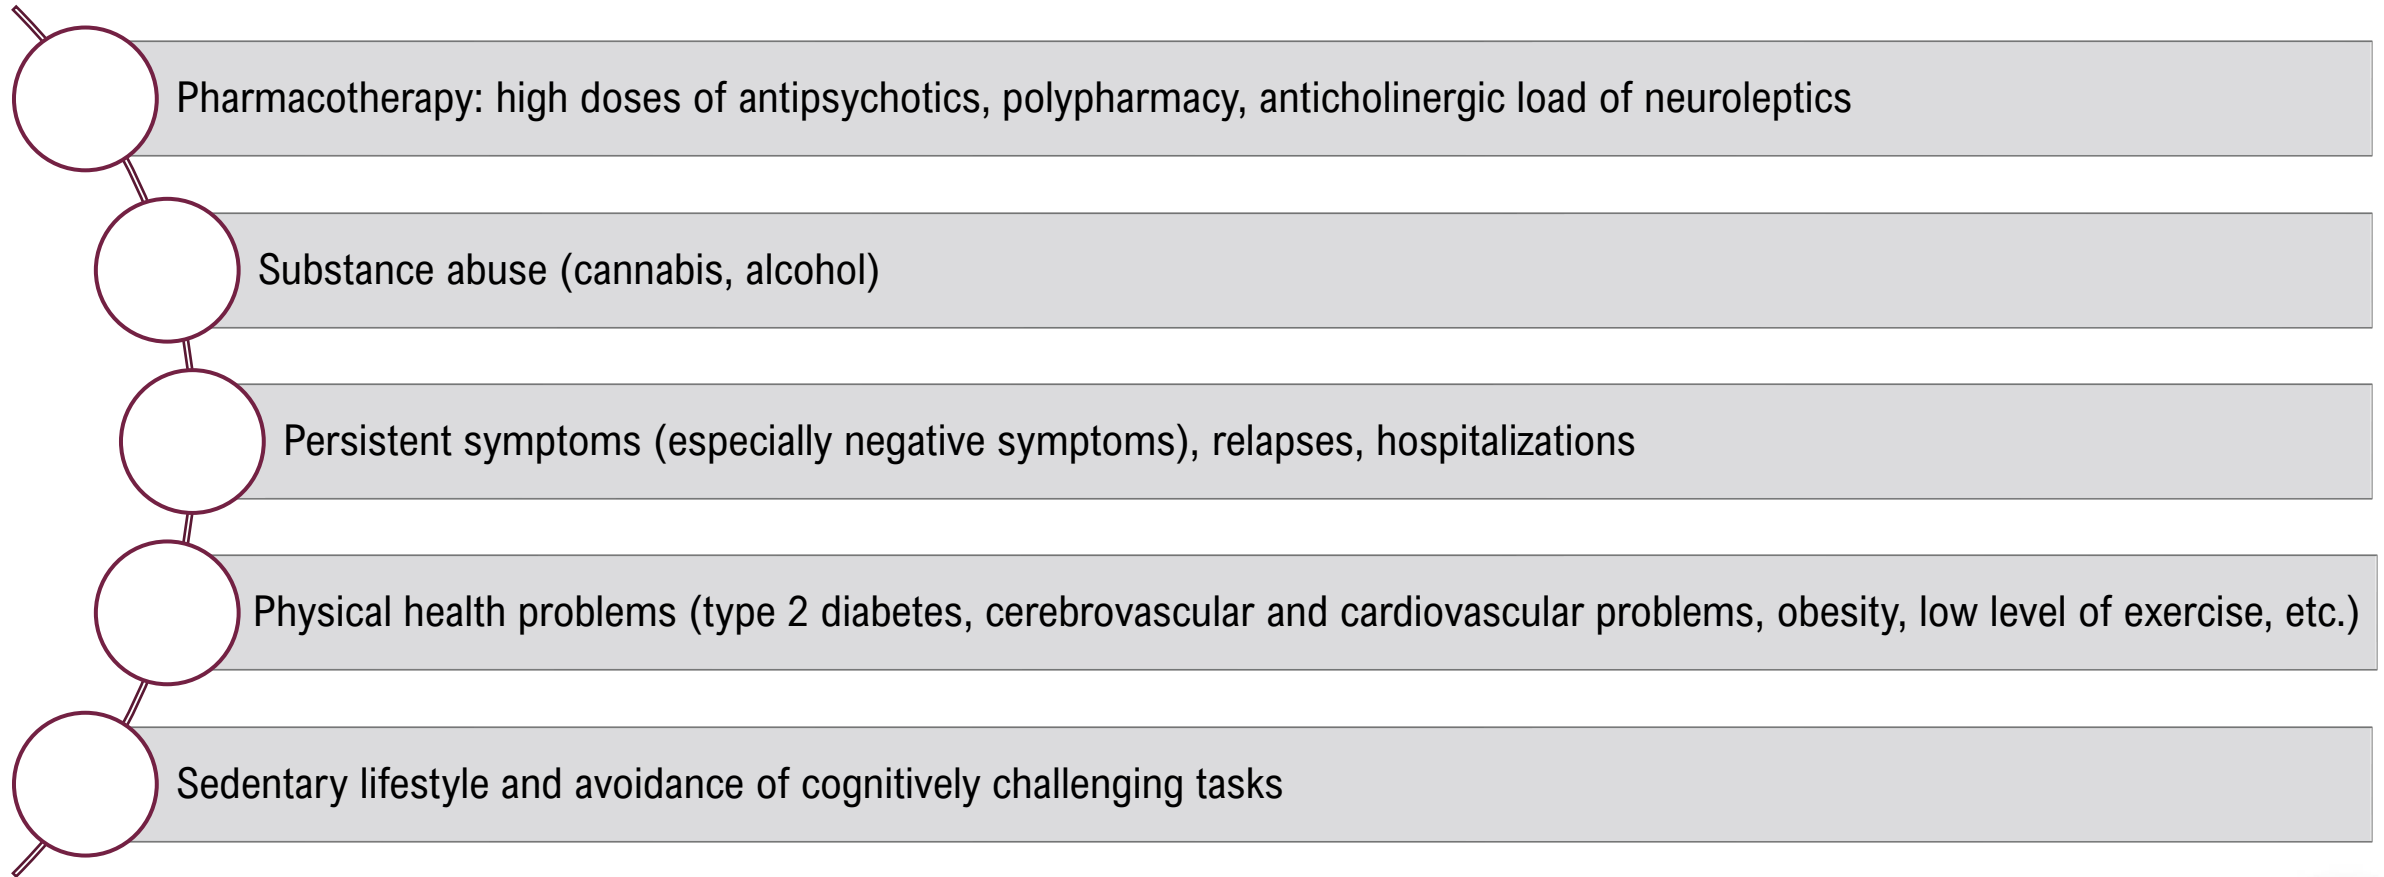 Pharmacotherapy: high doses of antipsychotics, polypharmacy, anticholinergic load of neuroleptics
Substance abuse (cannabis, alcohol)
Persistent symptoms (especially negative symptoms), relapses, hospitalizations
Physical health problems (type 2 diabetes, cerebrovascular and cardiovascular problems, obesity, low level of exercise, etc.)
Sedentary lifestyle and avoidance of cognitively challenging tasks